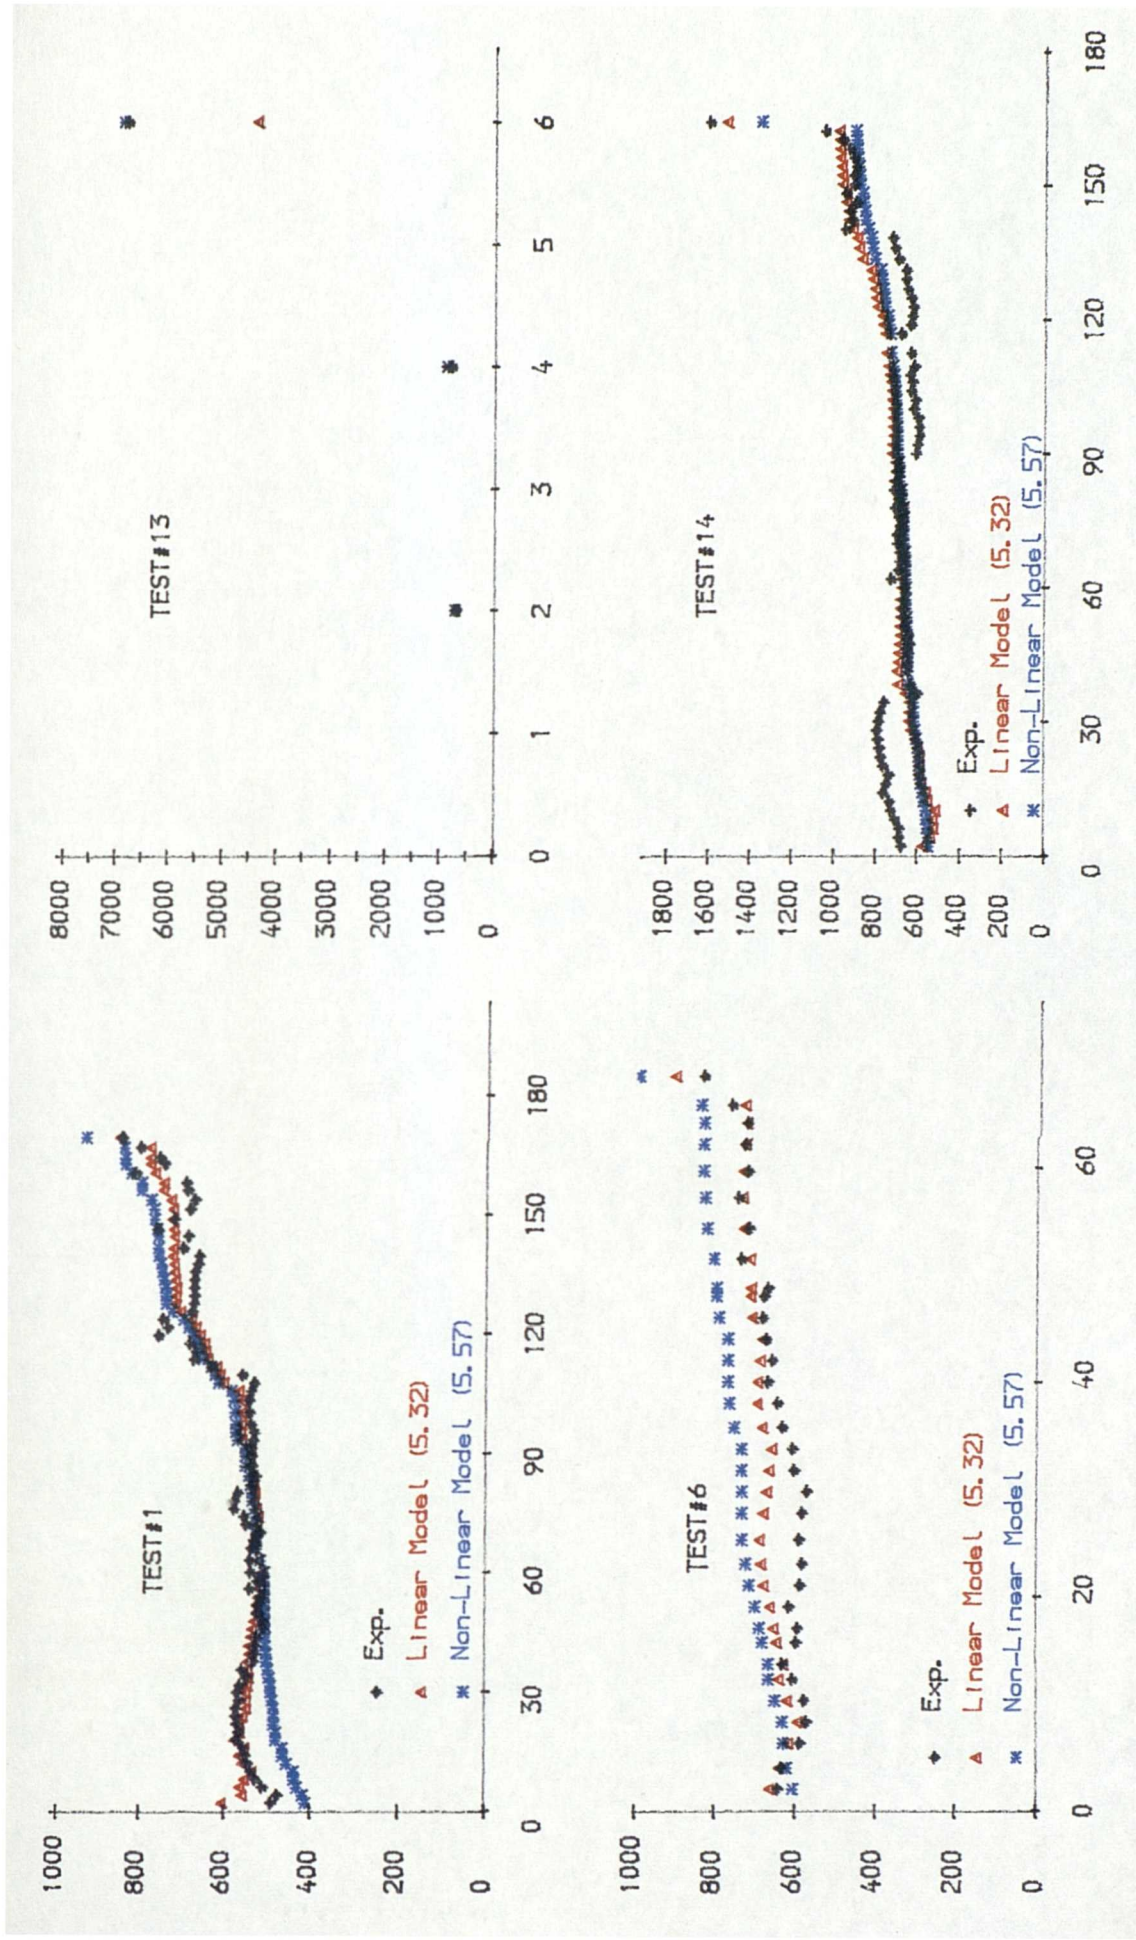 TEST#1
1000
800
600
400
200
0
0 30 60 90 120 150 180
Exp.
Linear Model (5.32)
Non-Linear Model (5.57)
TEST#13
8000
7000
6000
5000
4000
3000
2000
1000
0
0 1 2 3 4 5 6
TEST#6
1000
800
600
400
200
0
0 20 40 60
Exp.
Linear Model (5.32)
Non-Linear Model (5.57)
TEST#14
1800
1600
1400
1200
1000
800
600
400
200
0
0 30 60 90 120 150 180
Exp.
Linear Model (5.32)
Non-Linear Model (5.57)